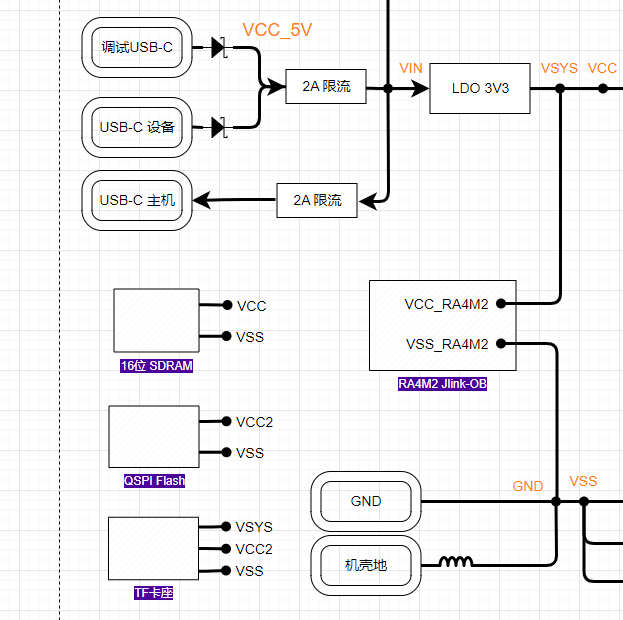 VCC_5V
调试USB-C
2A 限流
VIN
LDO 3V3
VSYS
VCC
USB-C 设备
USB-C 主机
2A 限流
VCC
VSS
16位 SDRAM
VCC_RA4M2
VSS_RA4M2
RA4M2 Jlink-OB
VCC2
VSS
QSPI Flash
GND
GND
VSS
VSYS
VCC2
VSS
TF卡座
机壳地